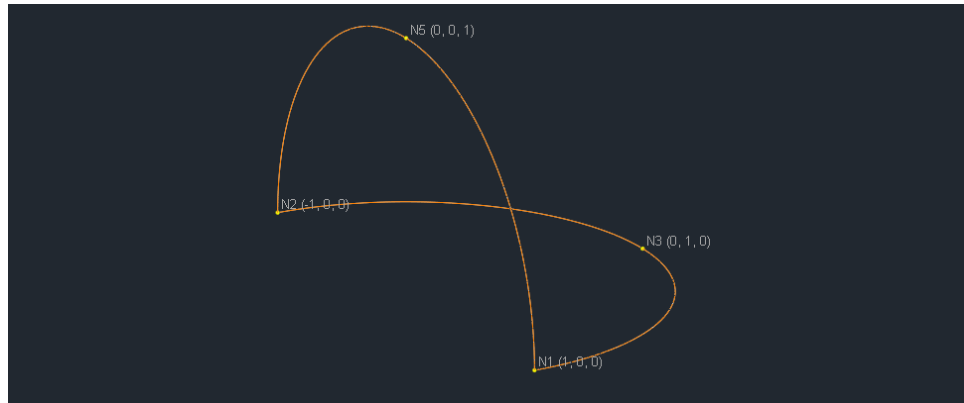 N5 (0, 0, 1)
N2 (-1, 0, 0)
N3 (0, 1, 0)
N1 (1, 0, 0)